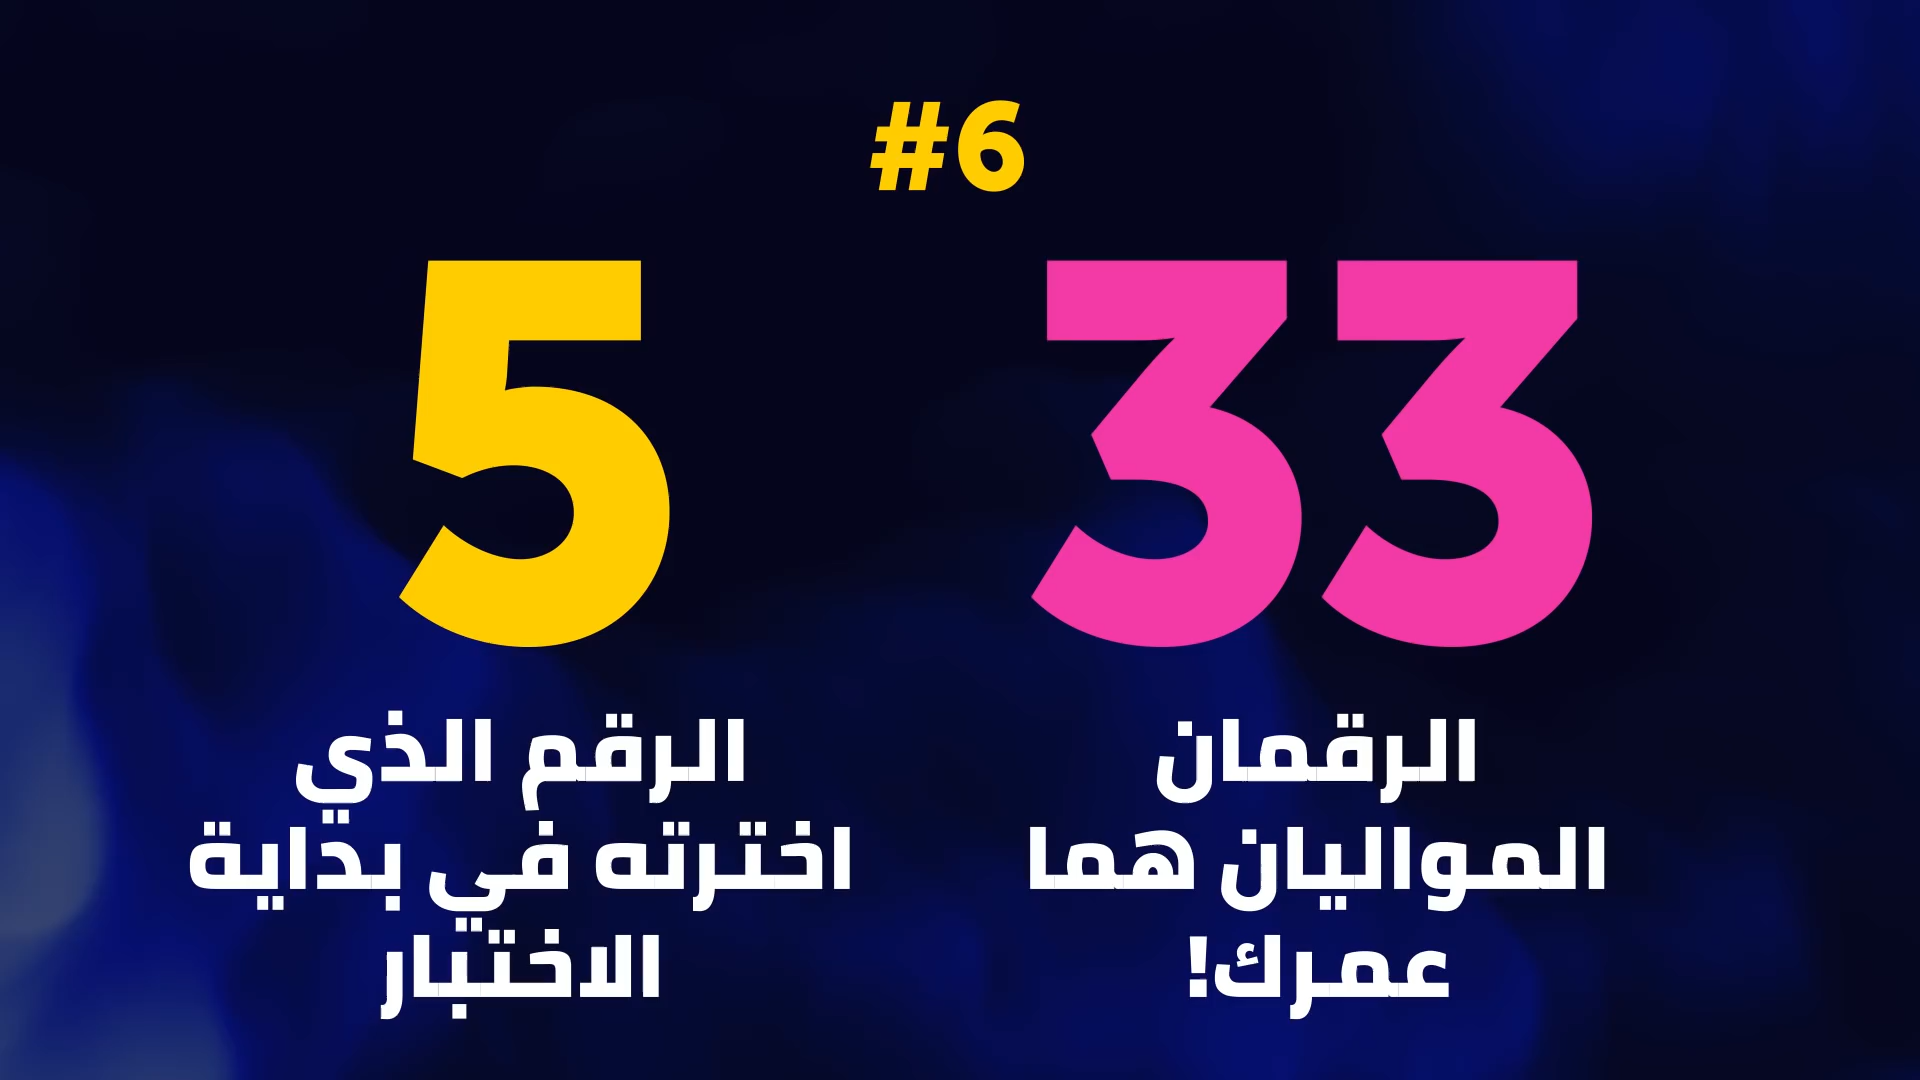 #6
5
33
الرقم الذي
اخترته في بداية
الاختبار
الرقمان
المواليان هما
عمرك!